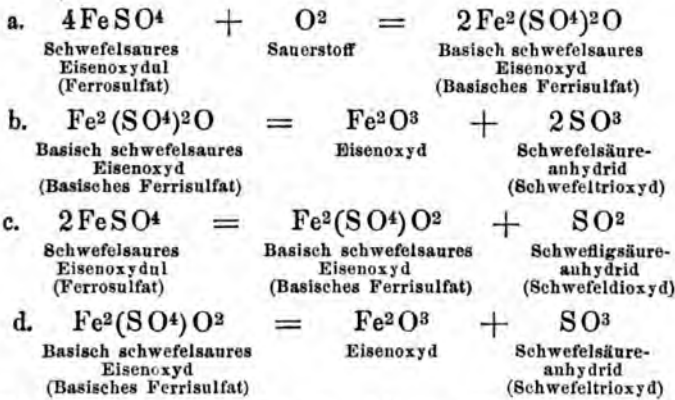 a. 4FeSO⁴ + O² = 2Fe²(SO⁴)²O
Schwefelsaures Sauerstoff Basisch schwefelsaures
Eisenoxydul Eisenoxyd
(Ferrosulfat) (Basisches Ferrisulfat)
b. Fe²(SO⁴)²O = Fe²O³ + 2SO³
Basisch schwefelsaures Eisenoxyd Schwefelsäure-
Eisenoxyd anhydrid
(Basisches Ferrisulfat) (Schwefeltrioxyd)
c. 2FeSO⁴ = Fe²(SO⁴)O² + SO²
Schwefelsaures Basisch schwefelsaures Schwefligsäure-
Eisenoxydul Eisenoxyd anhydrid
(Ferrosulfat) (Basisches Ferrisulfat) (Schwefeldioxyd)
d. Fe²(SO⁴)O² = Fe²O³ + SO³
Basisch schwefelsaures Eisenoxyd Schwefelsäure-
Eisenoxyd anhydrid
(Basisches Ferrisulfat) (Schwefeltrioxyd)